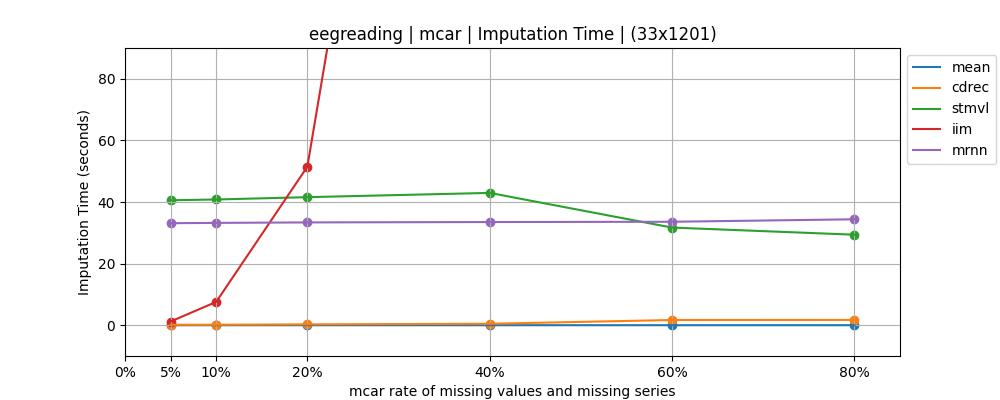 eegreading | mcar | Imputation Time | (33x1201)
Imputation Time (seconds)
80
60
40
20
0
0% 5% 10% 20% 40% 60% 80%
mcar rate of missing values and missing series
mean
cdrec
stmvl
iim
mrnn